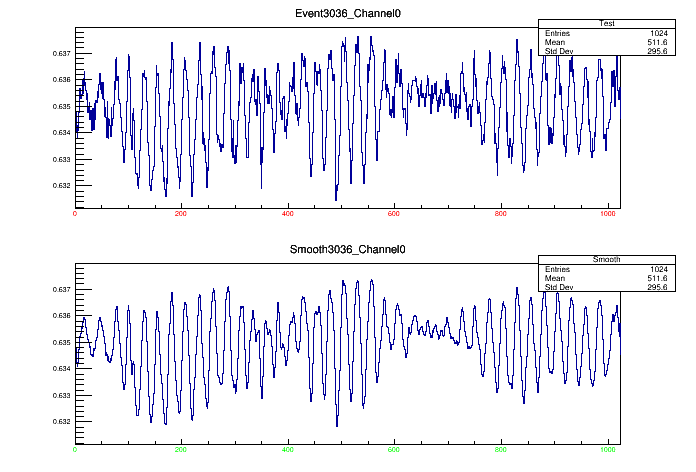 Event3036_Channel0
Test
Entries 1024
Mean 511.6
Std Dev 295.6
0.637
0.636
0.635
0.634
0.633
0.632
0 200 400 600 800 1000
Smooth3036_Channel0
Smooth
Entries 1024
Mean 511.6
Std Dev 295.6
0.637
0.636
0.635
0.634
0.633
0.632
0 200 400 600 800 1000